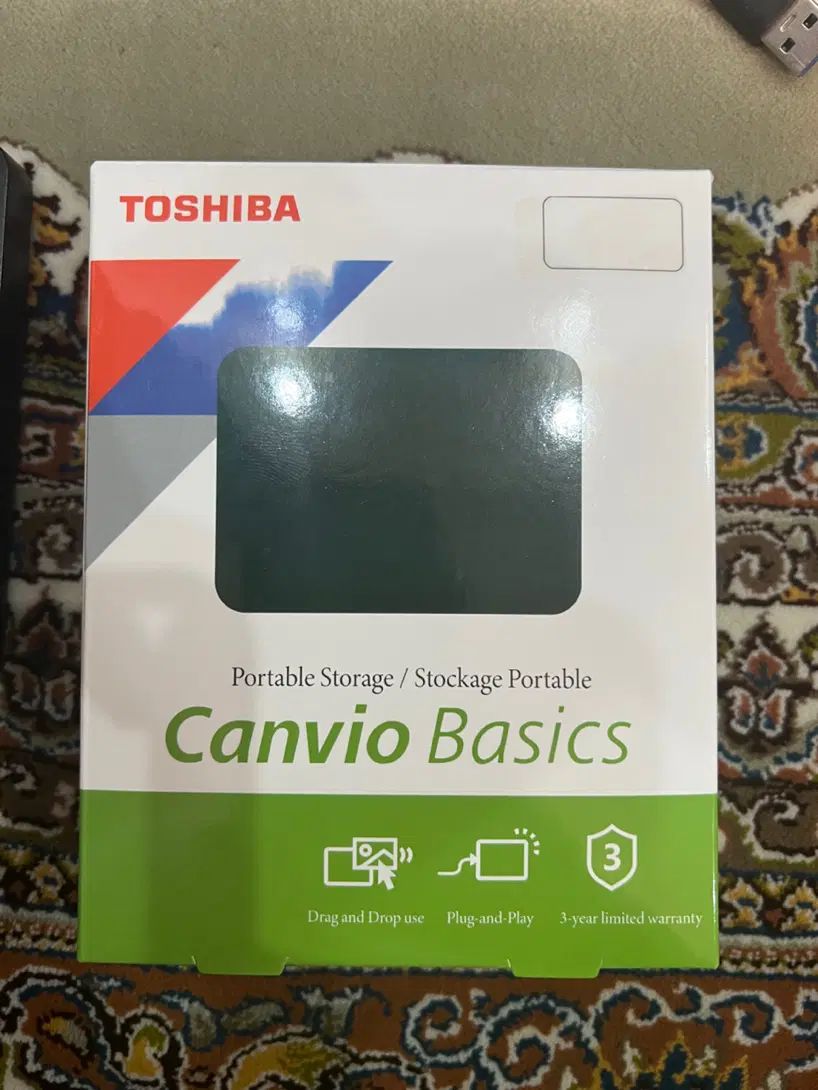 TOSHIBA
Portable Storage / Stockage Portable
Canvio Basics
3
Drag and Drop use
Plug-and-Play
3-year limited warranty